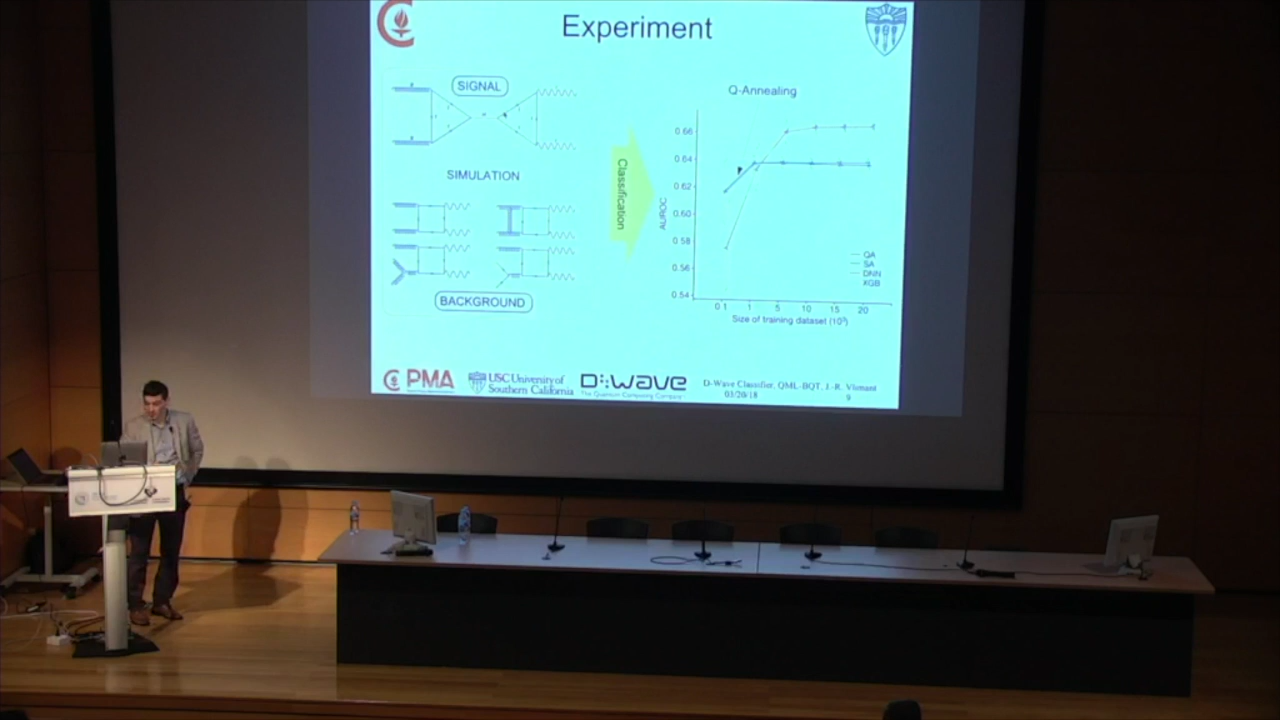 Experiment
SIGNAL
SIMULATION
BACKGROUND
Classification
Q-Annealing
AUROC
0.66
0.64
0.62
0.60
0.58
0.56
0.54
0.1
1
5
10
15
20
Size of training dataset (10³)
QA
SA
DNN
XGB
PMA
USC University of
Southern California
D:Wave
The Quantum Computing Company
D-Wave Classifier, QML-BQT, J.-R. Vlimant
03/20/18
9